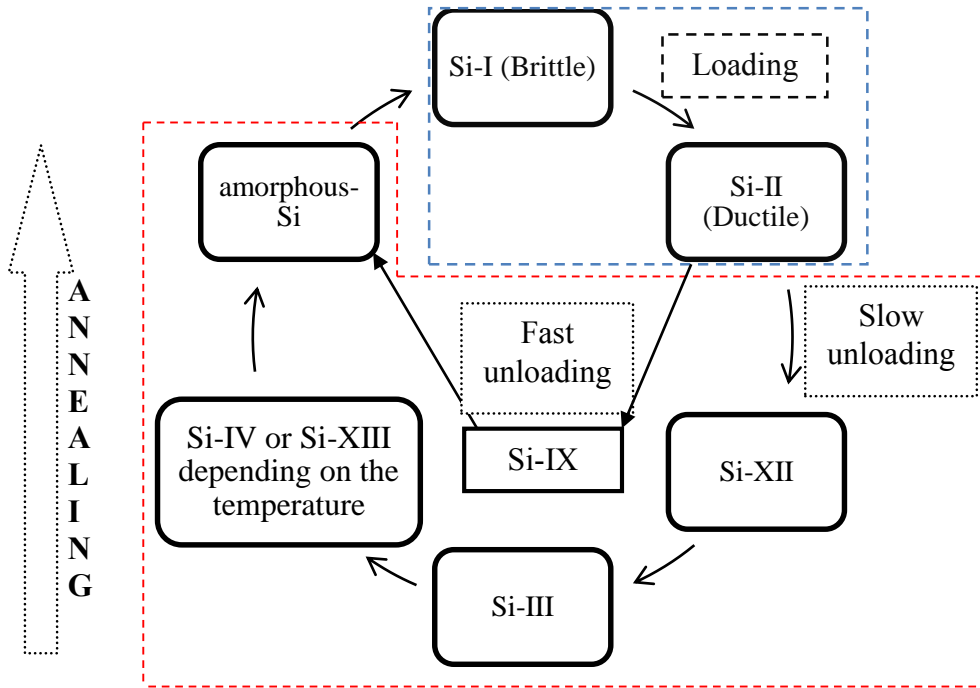 Si-I (Brittle)
Loading
amorphous-
Si
Si-II
(Ductile)
ANNEALING
Fast
unloading
Slow
unloading
Si-IV or Si-XIII
depending on the
temperature
Si-IX
Si-XII
Si-III